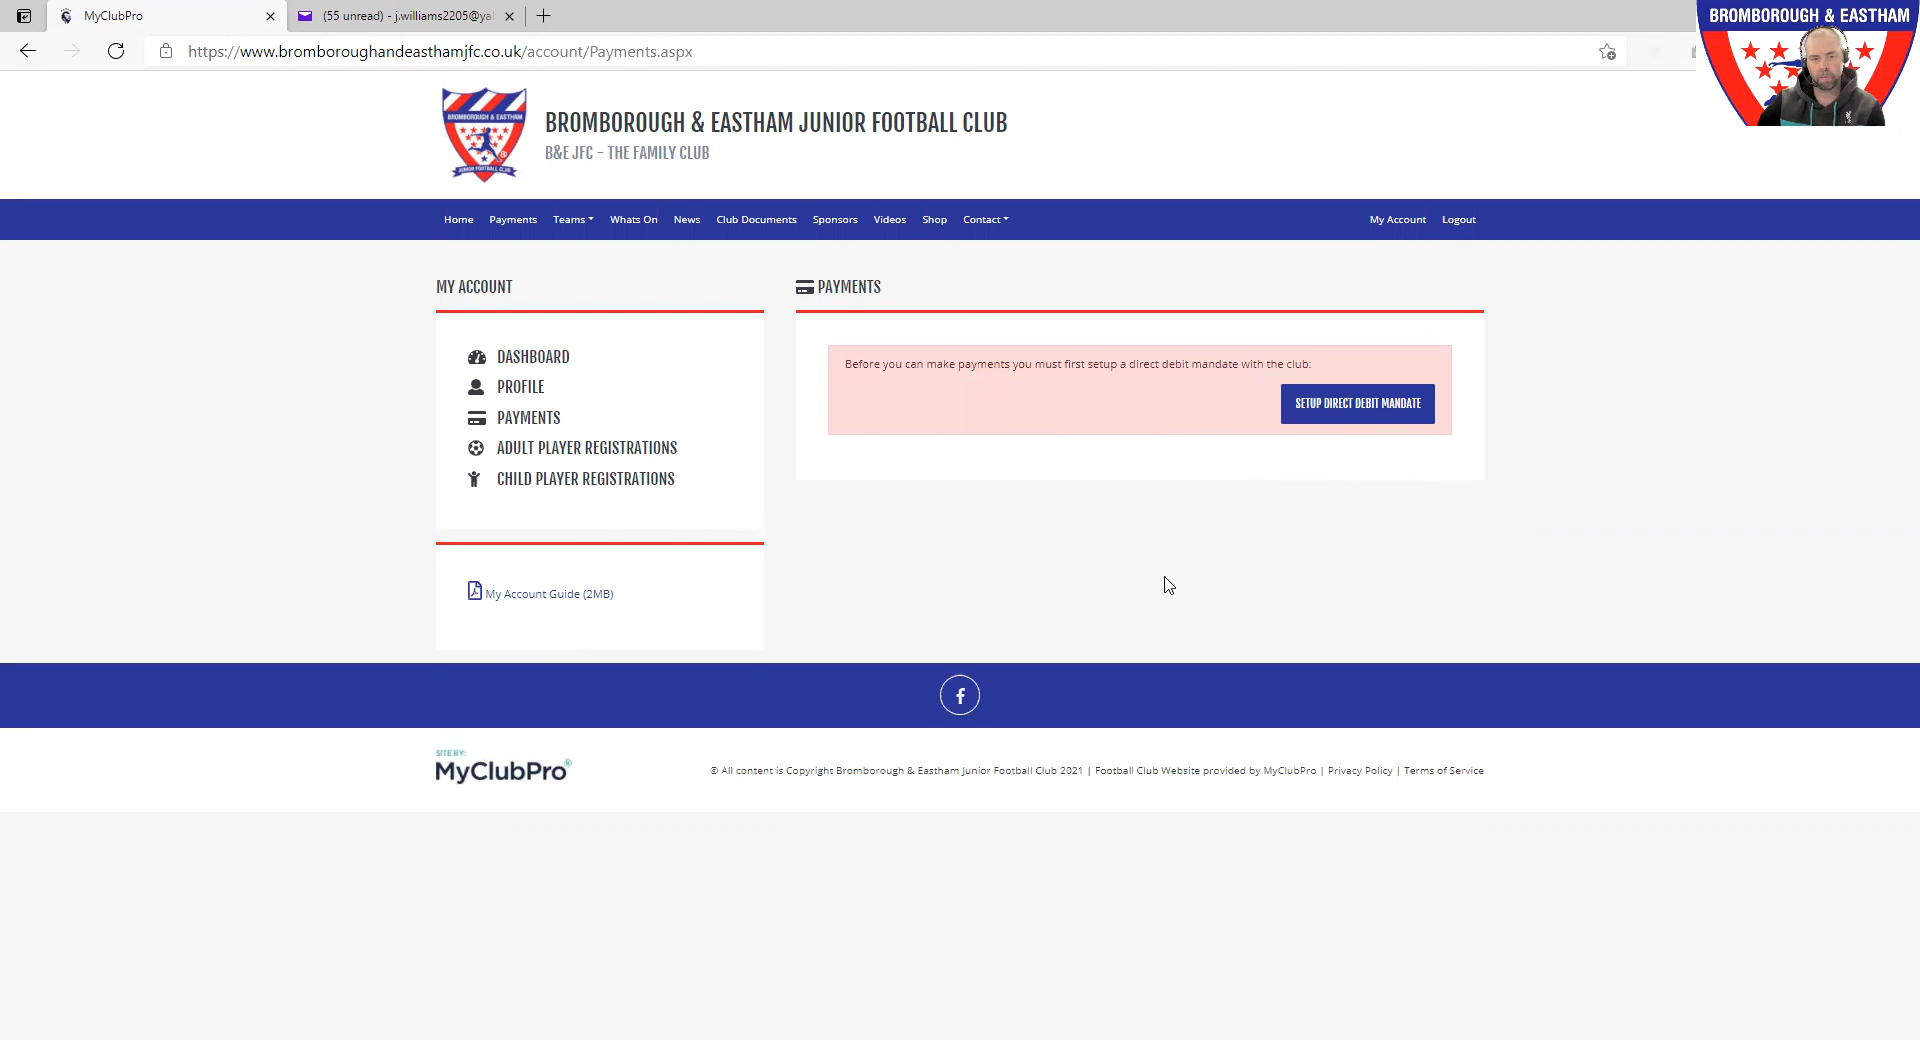 MyClubPro
(55 unread) - j.williams2205@ya
https://www.bromboroughandeasthamjfc.co.uk/account/Payments.aspx
BROMBOROUGH & EASTHAM
BROMBOROUGH & EASTHAM
JUNIOR FOOTBALL CLUB
BROMBOROUGH & EASTHAM JUNIOR FOOTBALL CLUB
B&E JFC – THE FAMILY CLUB
Home Payments Teams Whats On News Club Documents Sponsors Videos Shop Contact My Account Logout
MY ACCOUNT
DASHBOARD
PROFILE
PAYMENTS
ADULT PLAYER REGISTRATIONS
CHILD PLAYER REGISTRATIONS
My Account Guide (2MB)
PAYMENTS
Before you can make payments you must first setup a direct debit mandate with the club:
SETUP DIRECT DEBIT MANDATE
SITE BY:
MyClubPro®
© All content is Copyright Bromborough & Eastham Junior Football Club 2021 | Football Club Website provided by MyClubPro | Privacy Policy | Terms of Service